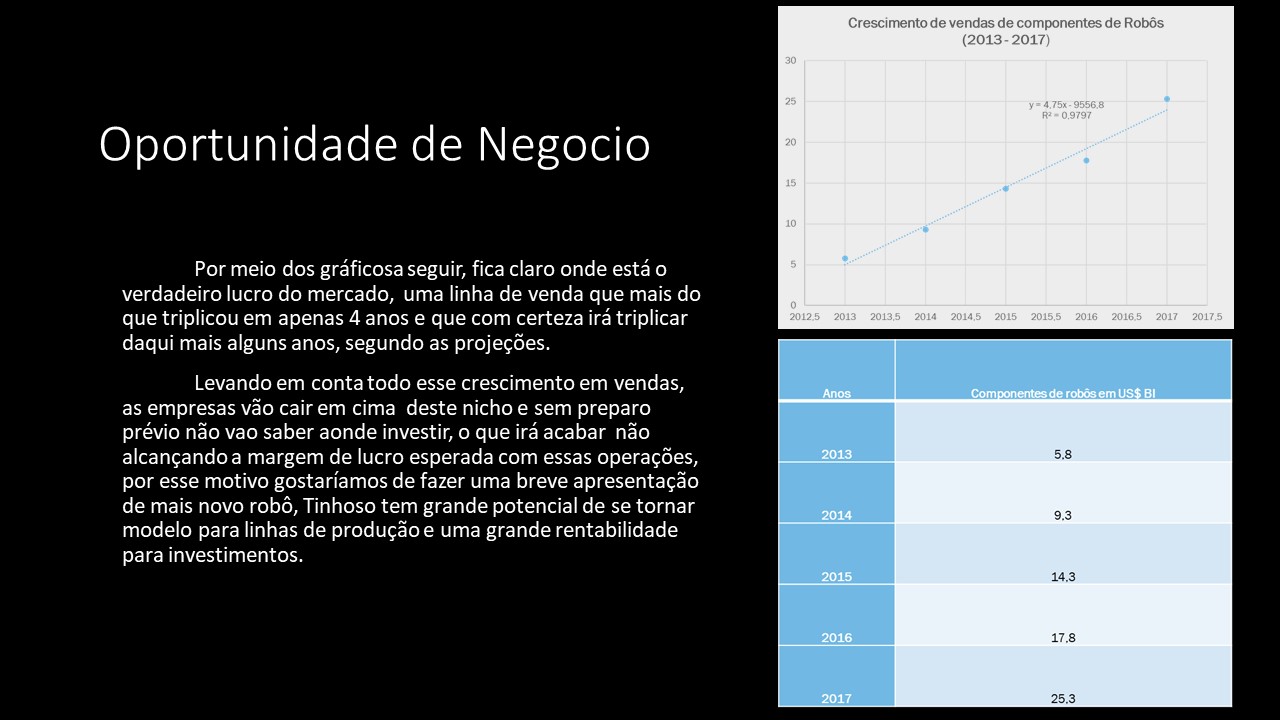 Oportunidade de Negocio
Por meio dos gráficos a seguir, fica claro onde está o
verdadeiro lucro do mercado, uma linha de venda que mais do
que triplicou em apenas 4 anos e que com certeza irá triplicar
daqui mais alguns anos, segundo as projeções.
Levando em conta todo esse crescimento em vendas,
as empresas vão cair em cima deste nicho e sem preparo
prévio não vao saber aonde investir, o que irá acabar não
alcançando a margem de lucro esperada com essas operações,
por esse motivo gostaríamos de fazer uma breve apresentação
de mais novo robô, Tinhoso tem grande potencial de se tornar
modelo para linhas de produção e uma grande rentabilidade
para investimentos.
Crescimento de vendas de componentes de Robôs
(2013 - 2017)
30
25
20
15
10
5
0
y = 4,75x - 9556,8
R² = 0,9797
2012,5 2013 2013,5 2014 2014,5 2015 2015,5 2016 2016,5 2017 2017,5
Anos Componentes de robôs em US$ BI
2013 5,8
2014 9,3
2015 14,3
2016 17,8
2017 25,3